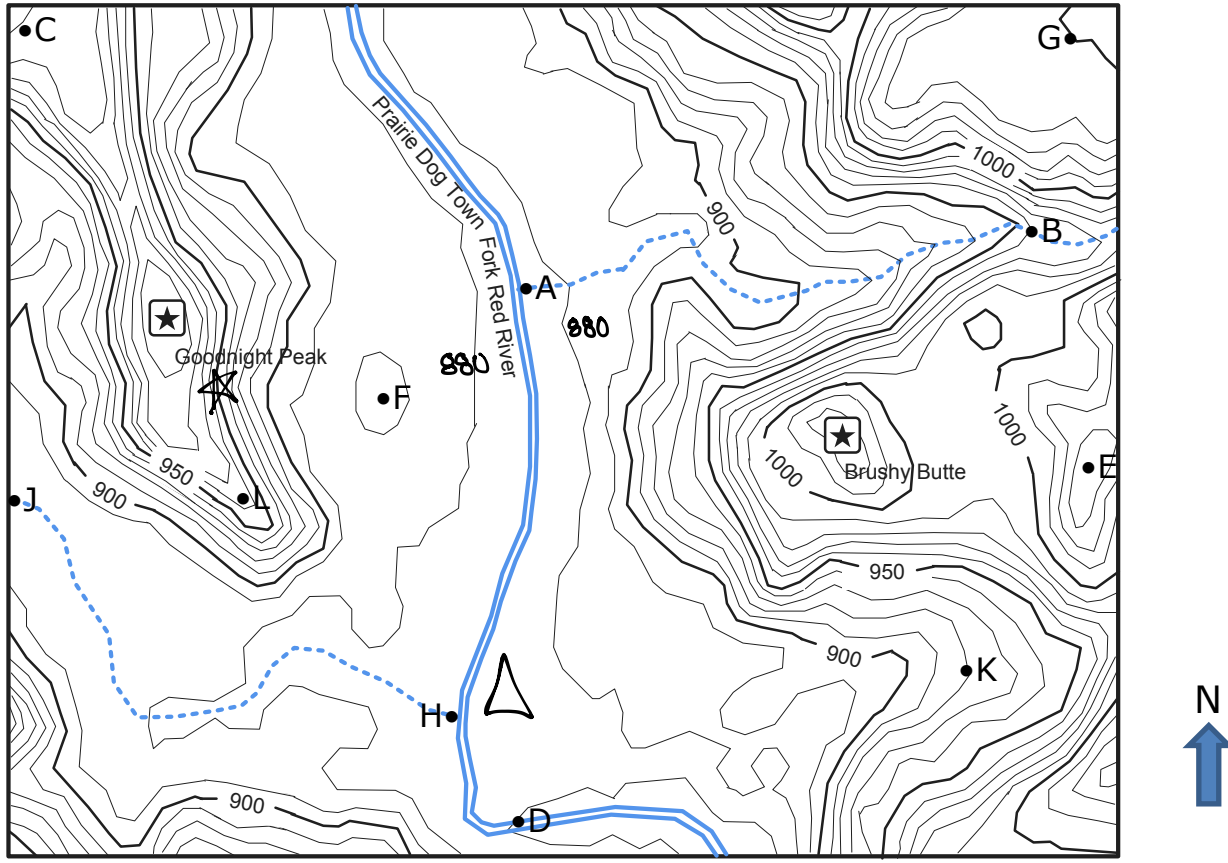 C
G
Prairie Dog Town Fork Red River
1000
900
B
A
880
Goodnight Peak
880
F
1000
E
950
1000
Brushy Butte
L
J
900
950
900
K
N
H
900
D